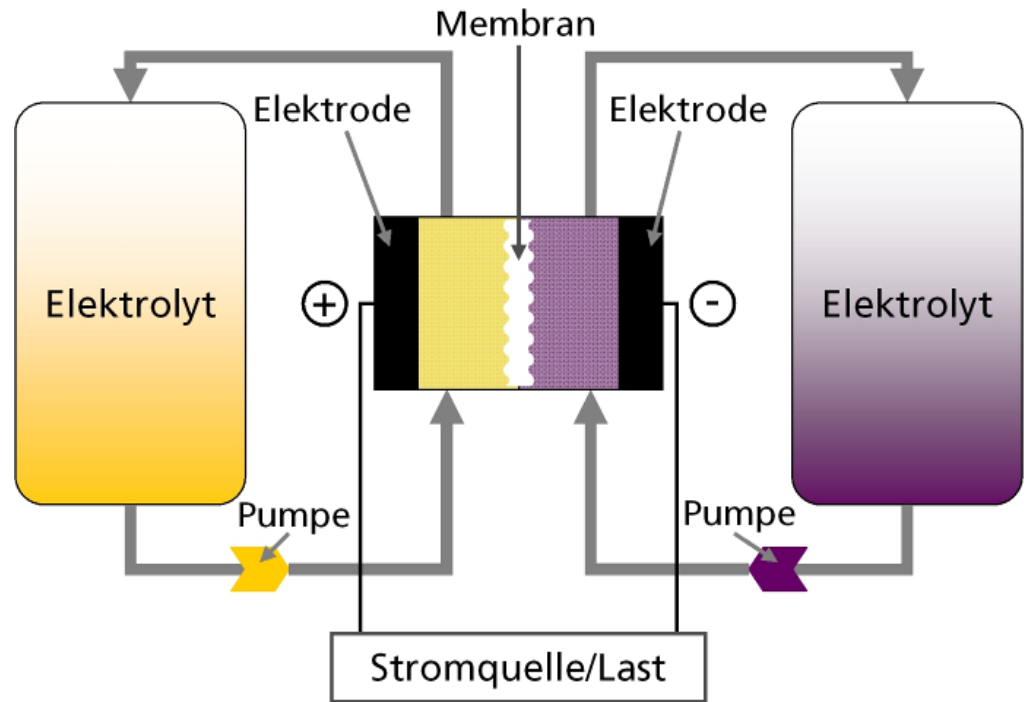 Membran
Elektrode
Elektrode
Elektrolyt
+
-
Elektrolyt
Pumpe
Pumpe
Stromquelle/Last